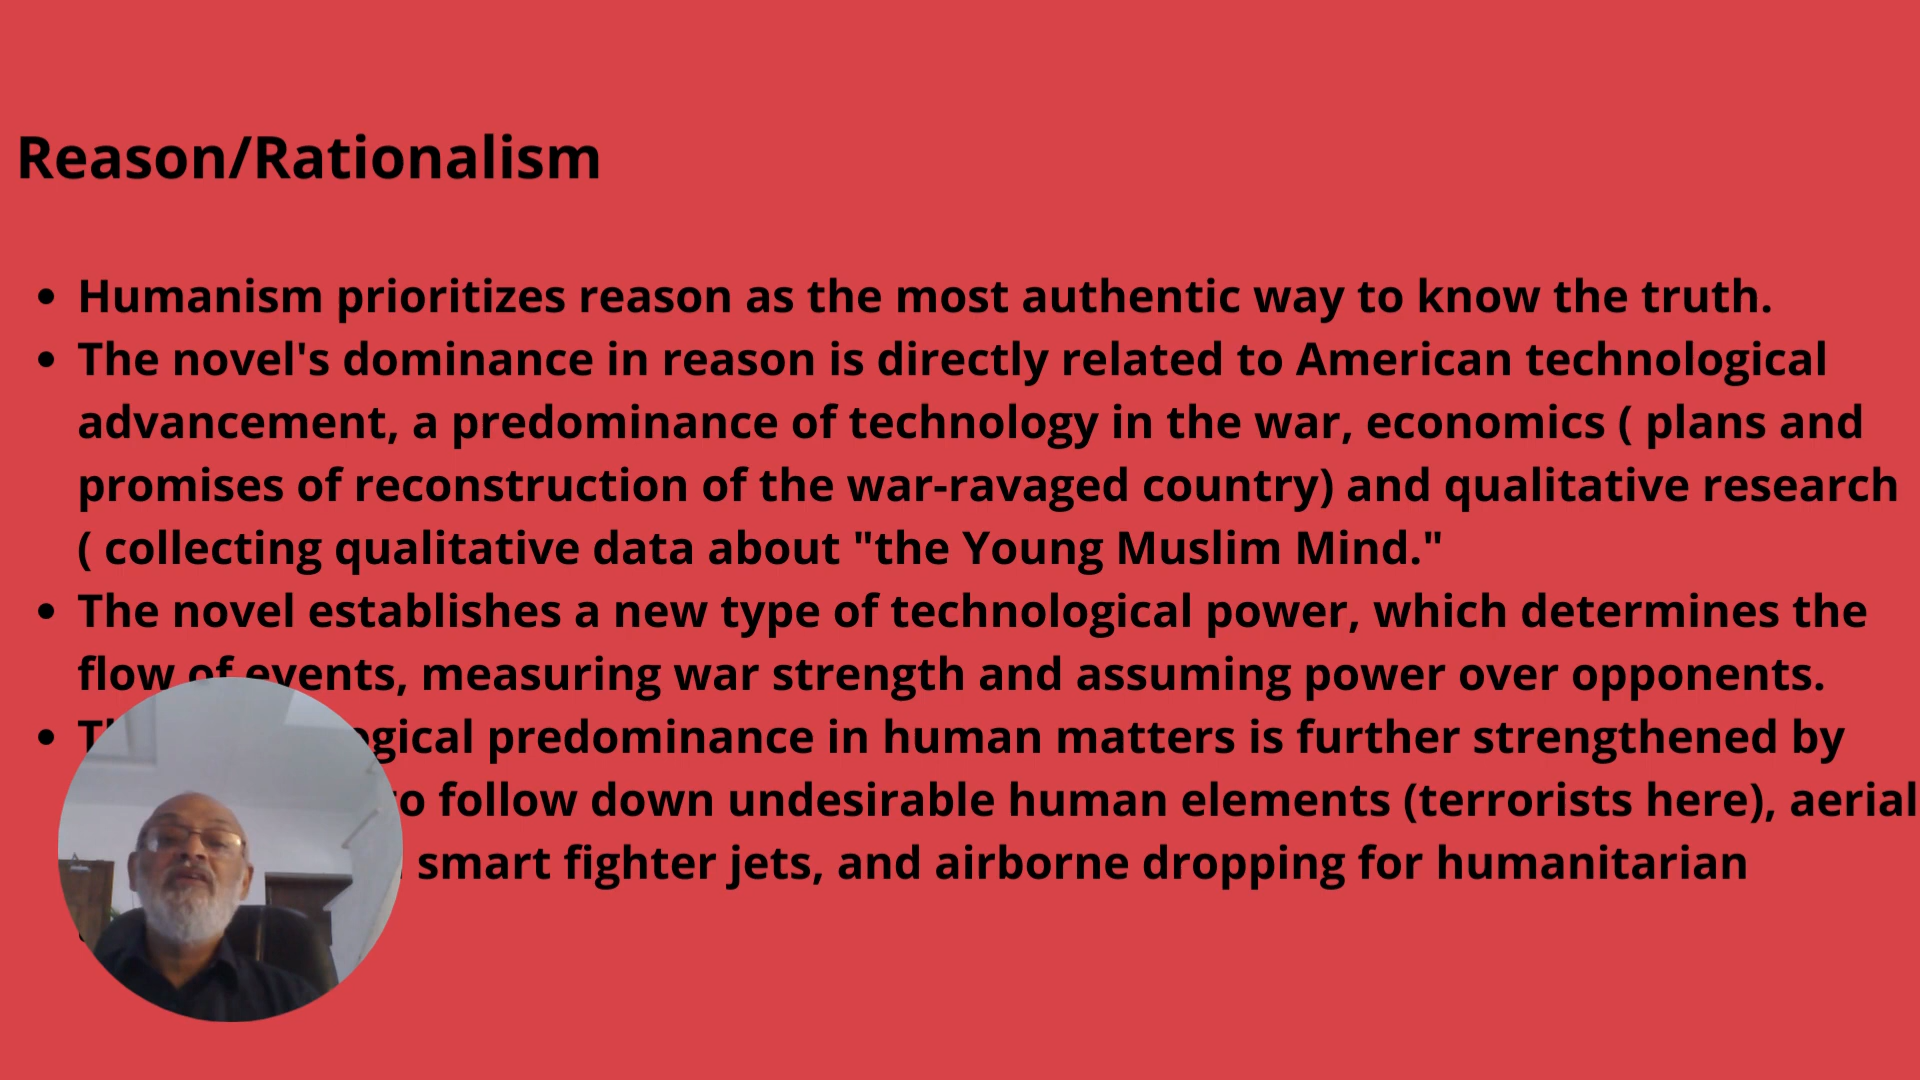 Reason/Rationalism
• Humanism prioritizes reason as the most authentic way to know the truth.
• The novel's dominance in reason is directly related to American technological
advancement, a predominance of technology in the war, economics ( plans and
promises of reconstruction of the war-ravaged country) and qualitative research
( collecting qualitative data about "the Young Muslim Mind."
• The novel establishes a new type of technological power, which determines the
flow of events, measuring war strength and assuming power over opponents.
• predominance in human matters is further strengthened by
follow down undesirable human elements (terrorists here), aerial
smart fighter jets, and airborne dropping for humanitarian